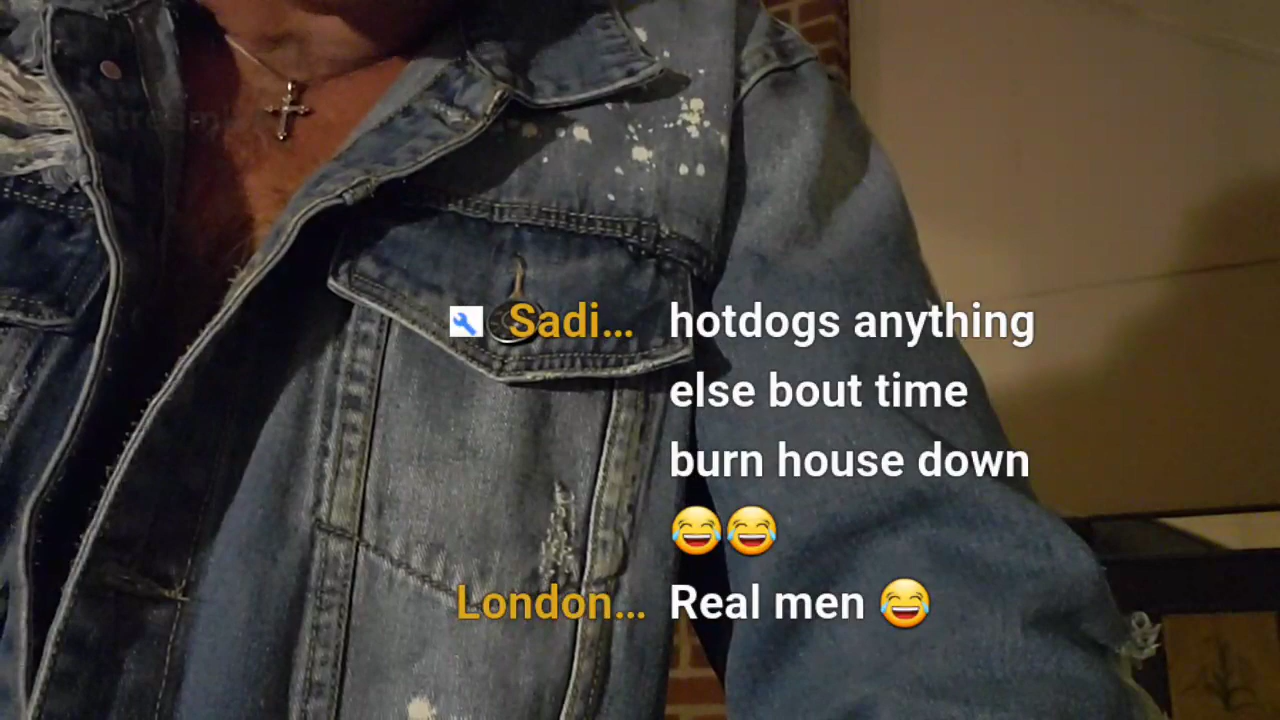 Sadi… hotdogs anything
else bout time
burn house down
😂😂
London… Real men 😂